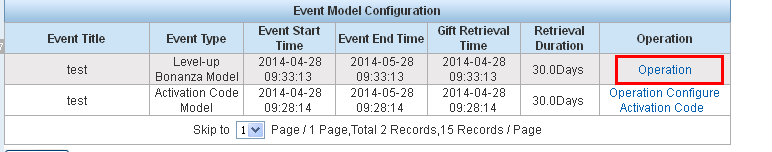 Event Model Configuration
Event Title Event Type Event Start Time Event End Time Gift Retrieval Time Retrieval Duration Operation
test Level-up Bonanza Model 2014-04-28 09:33:13 2014-05-28 09:33:13 2014-04-28 09:33:13 30.0Days Operation
test Activation Code Model 2014-04-28 09:28:14 2014-05-28 09:28:14 2014-04-28 09:28:14 30.0Days Operation Configure Activation Code
Skip to 1 Page / 1 Page,Total 2 Records,15 Records / Page